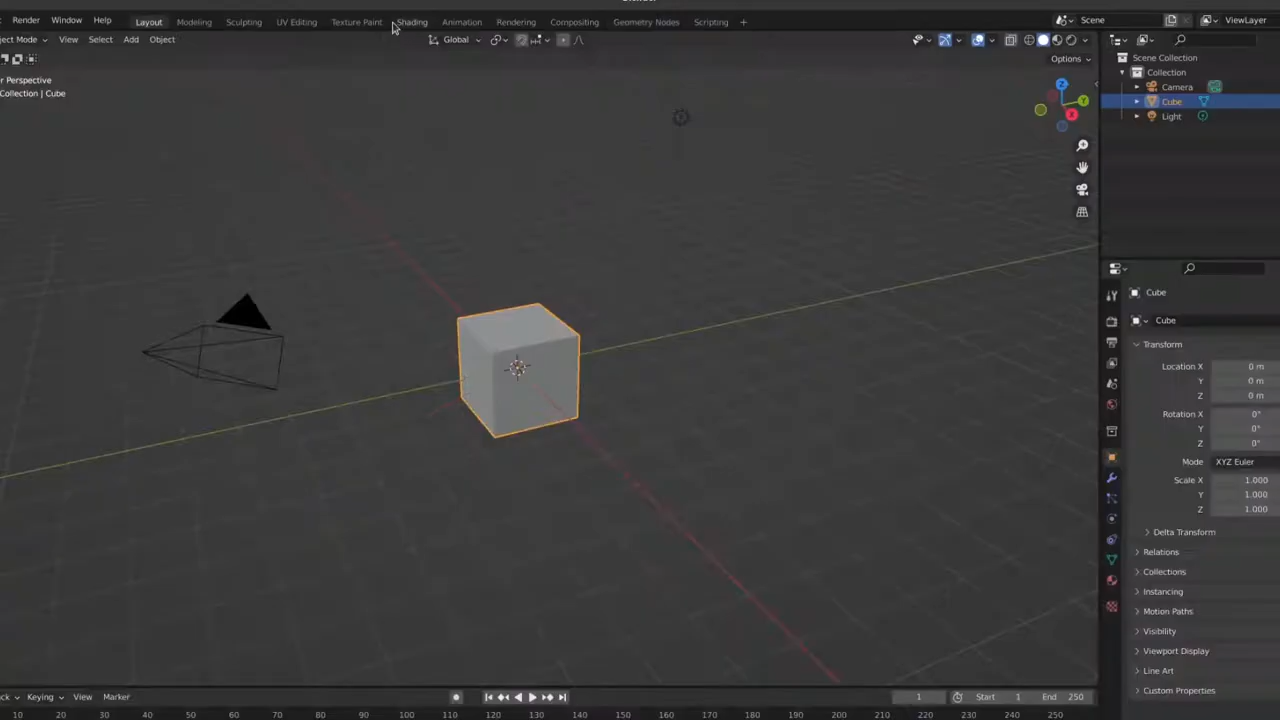 Render Window Help Layout Modeling Sculpting UV Editing Texture Paint Shading Animation Rendering Compositing Geometry Nodes Scripting + Scene ViewLayer
ject Mode View Select Add Object Global
Options
r Perspective
Collection | Cube
Scene Collection
Collection
Camera
Cube
Light
Cube
Cube
Transform
Location X 0 m
Y 0 m
Z 0 m
Rotation X 0°
Y 0°
Z 0°
Mode XYZ Euler
Scale X 1.000
Y 1.000
Z 1.000
Delta Transform
Relations
Collections
Instancing
Motion Paths
Visibility
Viewport Display
Line Art
Custom Properties
Z
Y
X
ck Keying View Marker 1 Start 1 End 250
10 20 30 40 50 60 70 80 90 100 110 120 130 140 150 160 170 180 190 200 210 220 230 240 250